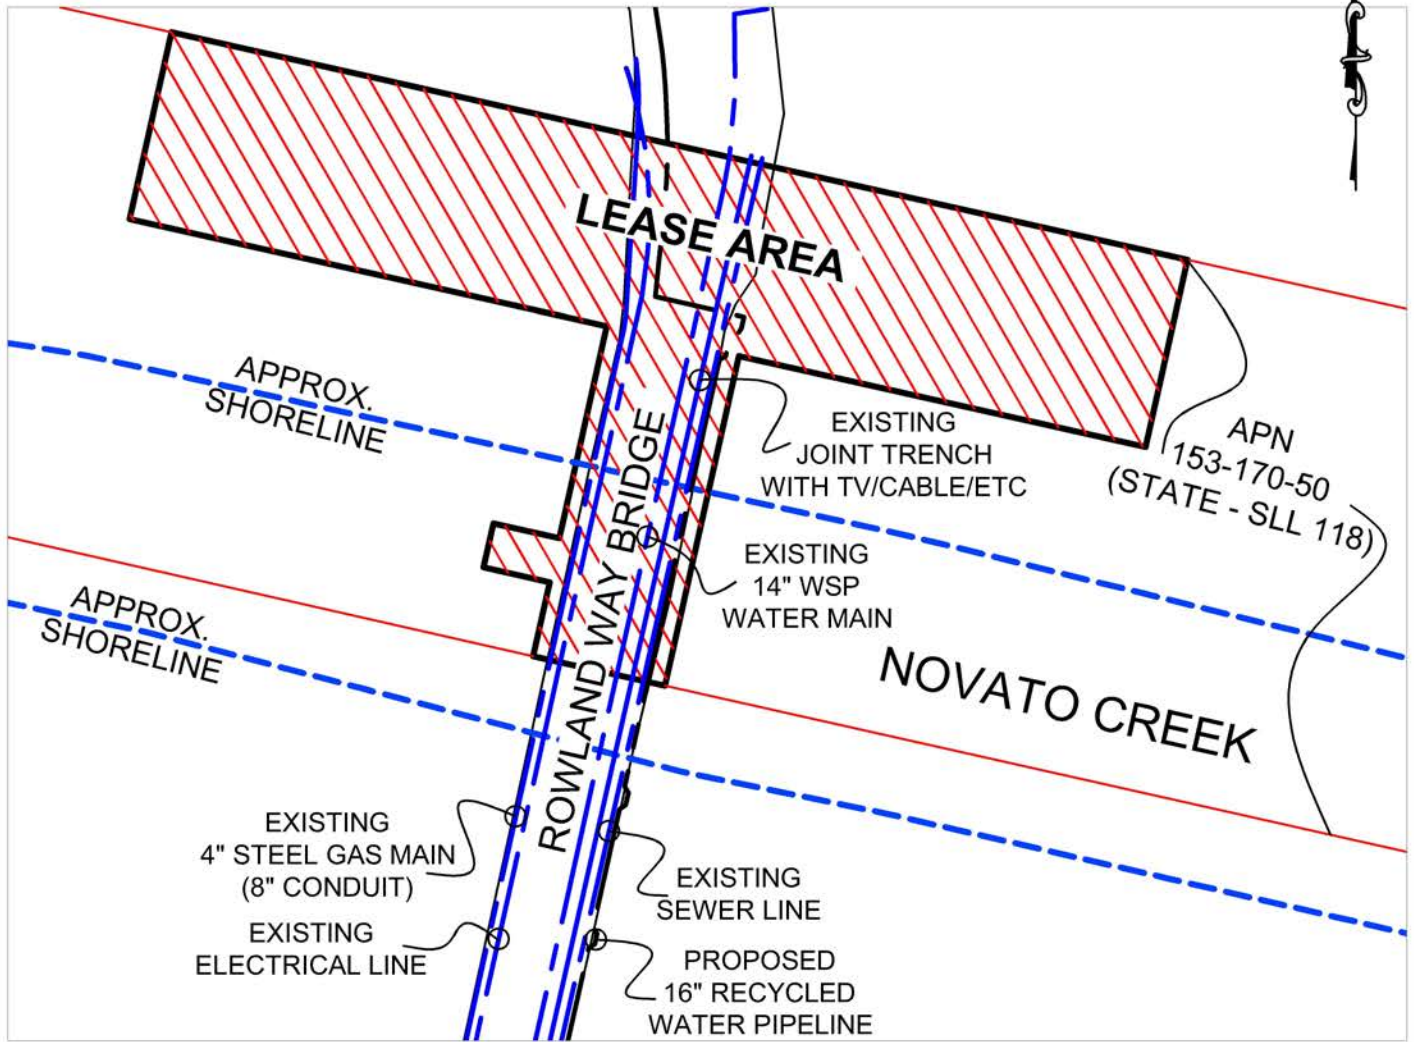 LEASE AREA
APPROX.
SHORELINE
EXISTING
JOINT TRENCH
WITH TV/CABLE/ETC
APN
153-170-50
(STATE - SLL 118)
EXISTING
14" WSP
WATER MAIN
ROWLAND WAY BRIDGE
APPROX.
SHORELINE
NOVATO CREEK
EXISTING
4" STEEL GAS MAIN
(8" CONDUIT)
EXISTING
SEWER LINE
EXISTING
ELECTRICAL LINE
PROPOSED
16" RECYCLED
WATER PIPELINE